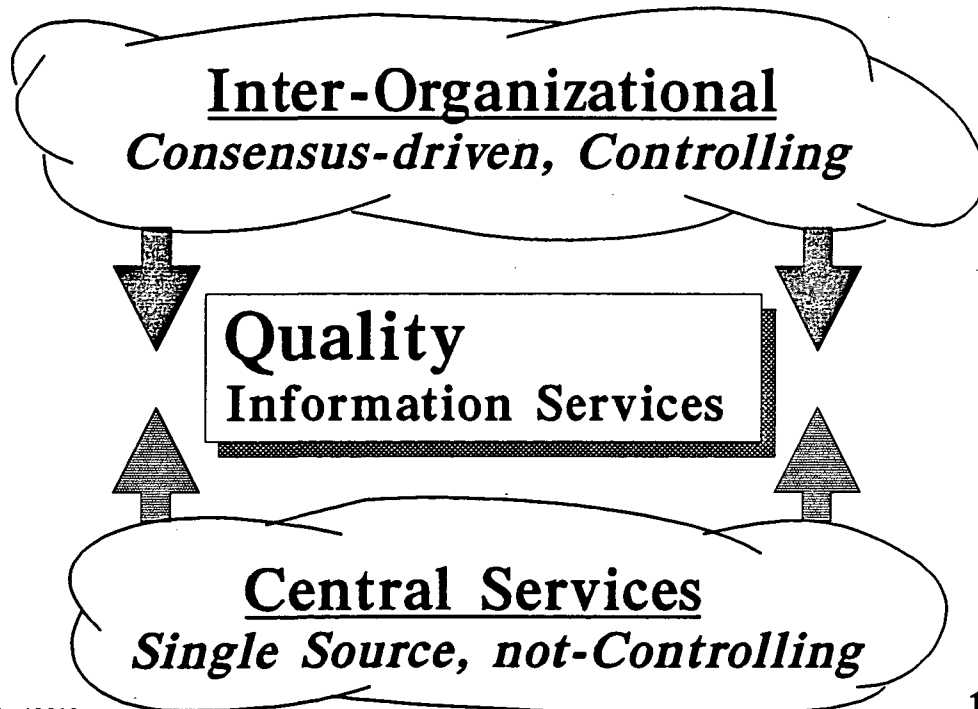 Inter-Organizational
Consensus-driven, Controlling
Quality
Information Services
Central Services
Single Source, not-Controlling